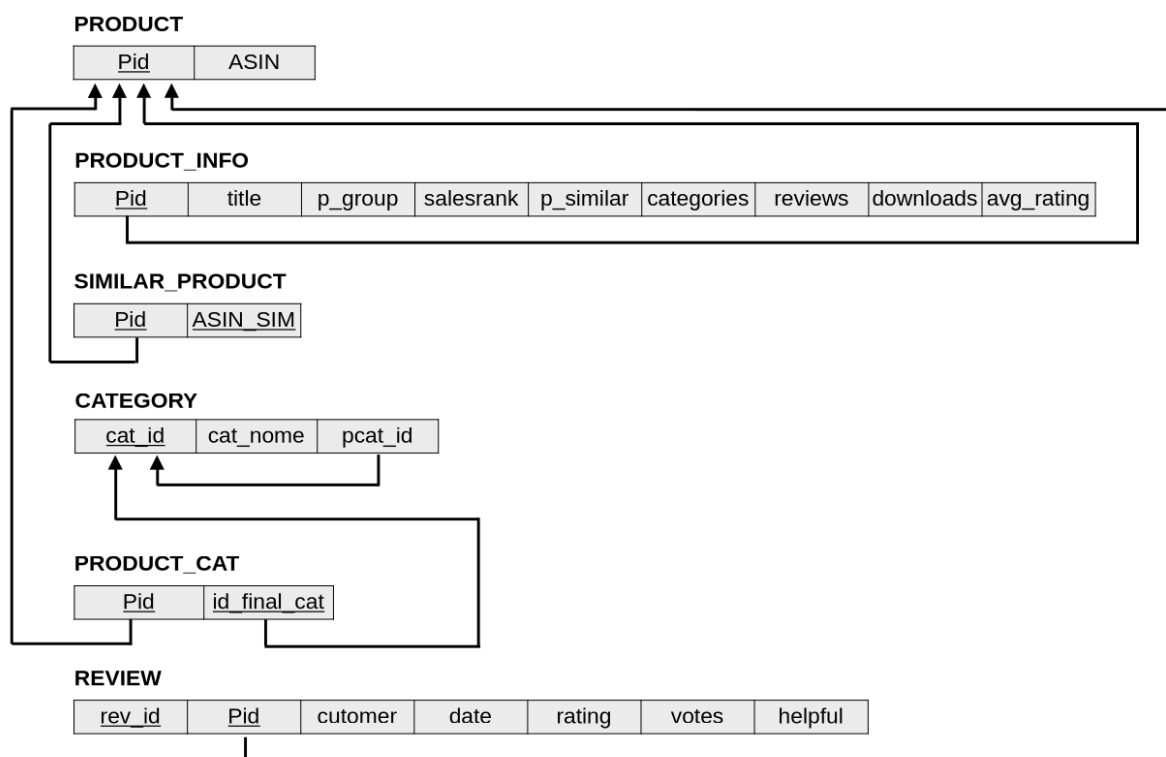 PRODUCT
Pid ASIN
PRODUCT_INFO
Pid title p_group salesrank p_similar categories reviews downloads avg_rating
SIMILAR_PRODUCT
Pid ASIN_SIM
CATEGORY
cat_id cat_nome pcat_id
PRODUCT_CAT
Pid id_final_cat
REVIEW
rev_id Pid cutomer date rating votes helpful